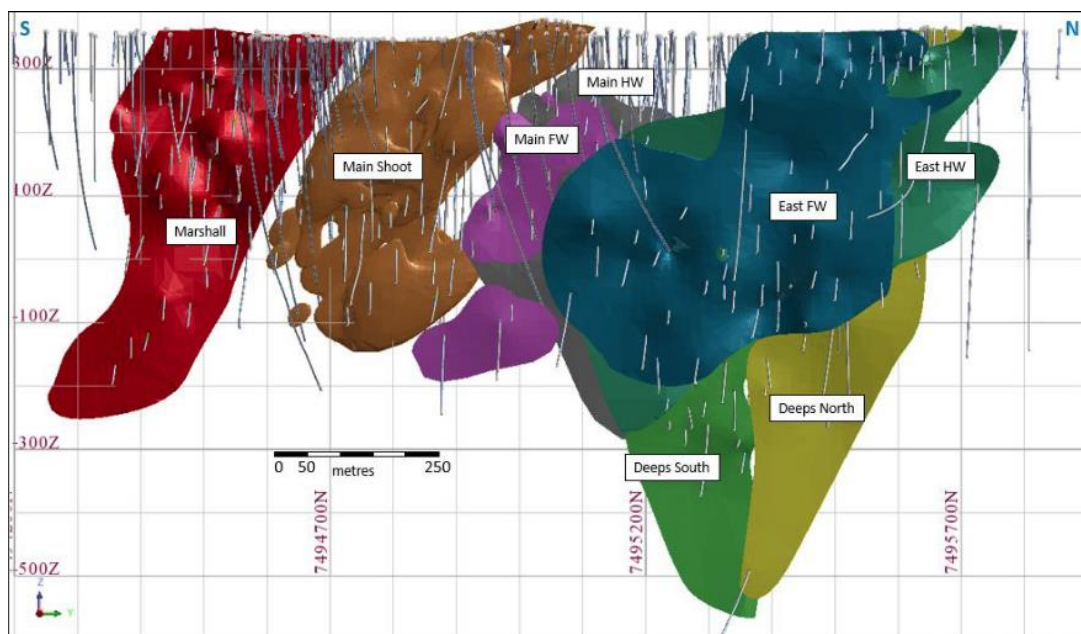 S
N
300Z
Main HW
Main FW
Main Shoot
East HW
100Z
East FW
Marshall
-100Z
Deeps North
-300Z
0 50 250
metres
Deeps South
7494700N
7495200N
7495700N
-500Z
Z
Y